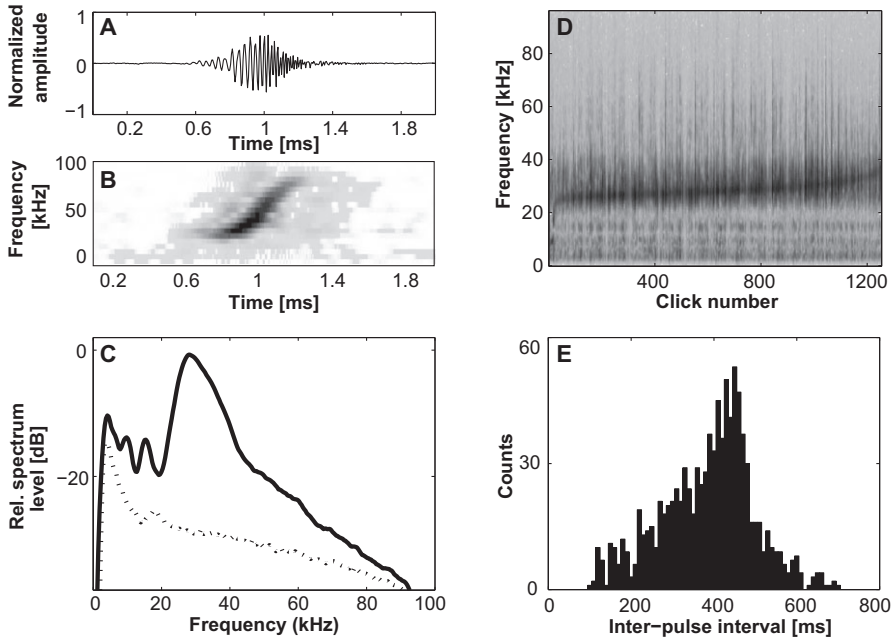 A
Normalized
amplitude
1
0
−1
0.2 0.6 1 1.4 1.8
Time [ms]
B
Frequency
[kHz]
100
50
0
0.2 0.6 1 1.4 1.8
Time [ms]
C
Rel. spectrum
level [dB]
0
−20
0 20 40 60 80 100
Frequency (kHz)
D
Frequency [kHz]
80
60
40
20
0
400 800 1200
Click number
E
Counts
60
30
0
0 200 400 600 800
Inter−pulse interval [ms]